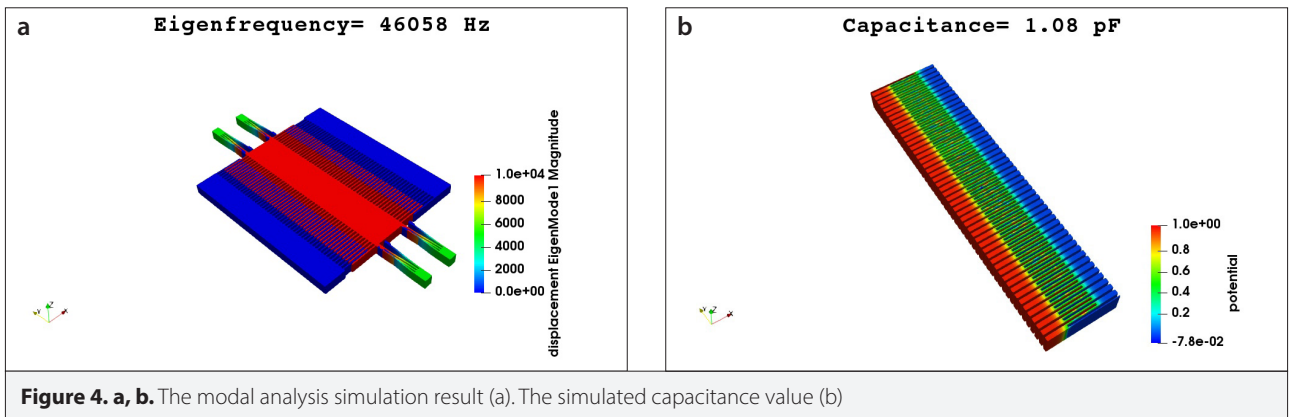 a
Eigenfrequency= 46058 Hz
1.0e+04
8000
6000
4000
2000
0.0e+00
displacement EigenMode1 Magnitude
Y
Z
X
b
Capacitance= 1.08 pF
1.0e+00
0.8
0.6
0.4
0.2
-7.8e-02
potential
Y
Z
X
Figure 4. a, b. The modal analysis simulation result (a). The simulated capacitance value (b)